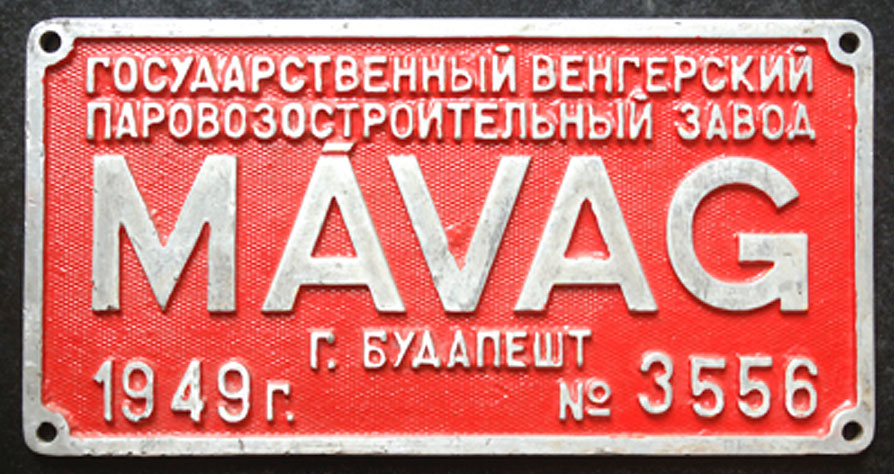 ГОСУДАРСТВЕННЫЙ ВЕНГЕРСКИЙ
ПАРОВОЗОСТРОИТЕЛЬНЫЙ ЗАВОД
MÁVAG
Г. БУДАПЕШТ
1949 г. № 3556